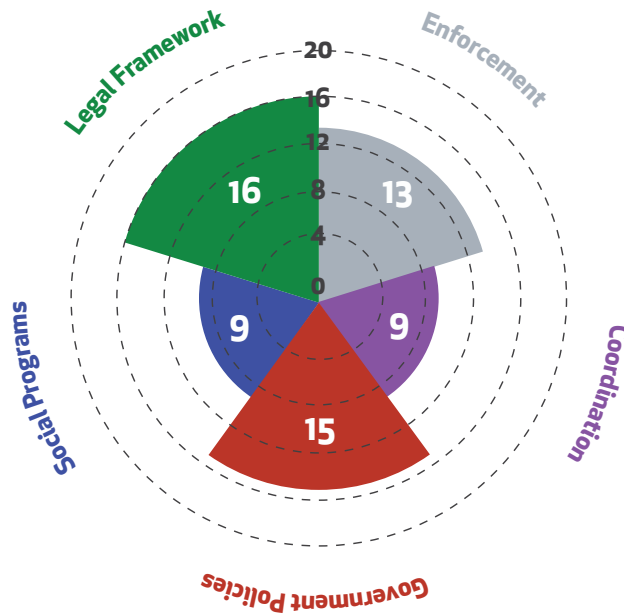 Legal Framework
Enforcement
20
16
12
8
4
0
16
13
9
9
15
Social Programs
Coordination
Government Policies